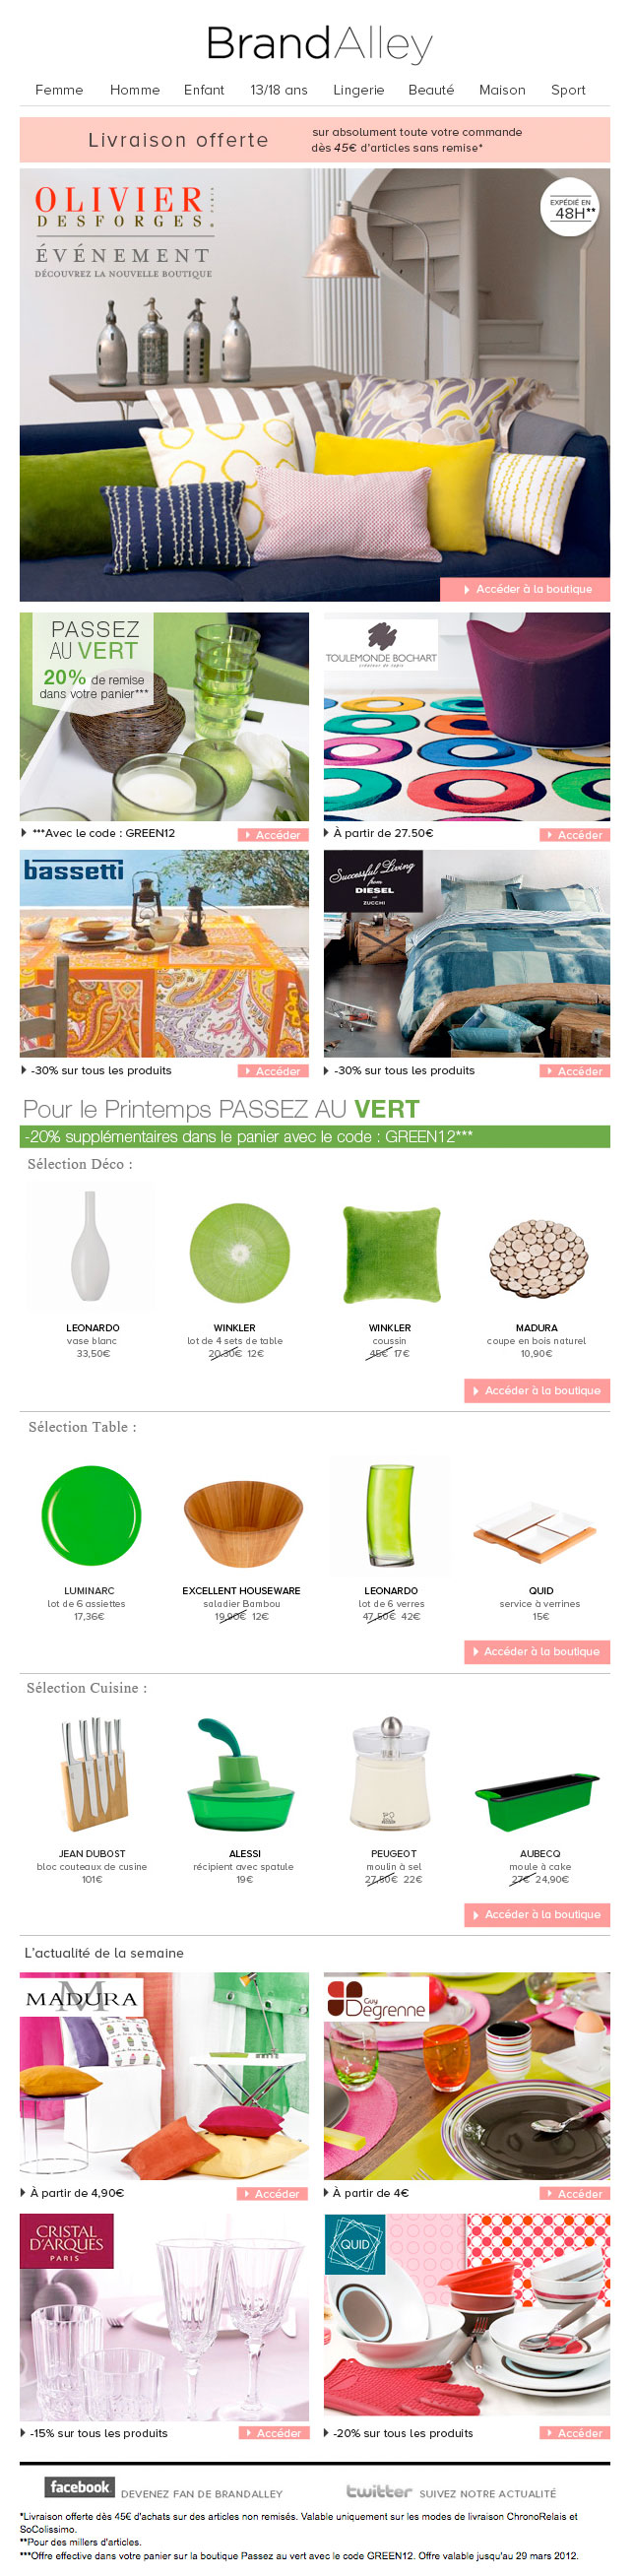 BrandAlley
Femme Homme Enfant 13/18 ans Lingerie Beauté Maison Sport
Livraison offerte
sur absolument toute votre commande
dès 45€ d'articles sans remise*
OLIVIER
DESFORGES
ÉVÉNEMENT
DÉCOUVREZ LA NOUVELLE BOUTIQUE
EXPÉDIÉ EN
48H**
Accéder à la boutique
PASSEZ
AU VERT
20% de remise
dans votre panier***
***Avec le code : GREEN12
Accéder
TOULEMONDE BOCHART
créateur de tapis
À partir de 27.50€
Accéder
bassetti
-30% sur tous les produits
Accéder
Successful Living
from
DIESEL
ZUCCHI
-30% sur tous les produits
Accéder
Pour le Printemps PASSEZ AU VERT
-20% supplémentaires dans le panier avec le code : GREEN12***
Sélection Déco :
LEONARDO
vase blanc
33,50€
WINKLER
lot de 4 sets de table
20.30€ 12€
WINKLER
coussin
45€ 17€
MADURA
coupe en bois naturel
10,90€
Accéder à la boutique
Sélection Table :
LUMINARC
lot de 6 assiettes
17,36€
EXCELLENT HOUSEWARE
saladier Bambou
19,90€ 12€
LEONARDO
lot de 6 verres
47,50€ 42€
QUID
service à verrines
15€
Accéder à la boutique
Sélection Cuisine :
JEAN DUBOST
bloc couteaux de cusine
101€
ALESSI
récipient avec spatule
19€
PEUGEOT
moulin à sel
27,50€ 22€
AUBECQ
moule à cake
27€ 24,90€
Accéder à la boutique
L'actualité de la semaine
M
MADURA
À partir de 4,90€
Accéder
Guy
Degrenne
À partir de 4€
Accéder
CRISTAL
D'ARQUES
PARIS
-15% sur tous les produits
Accéder
QUID
-20% sur tous les produits
Accéder
facebook DEVENEZ FAN DE BRANDALLEY
twitter SUIVEZ NOTRE ACTUALITÉ
*Livraison offerte dès 45€ d'achats sur des articles non remisés. Valable uniquement sur les modes de livraison ChronoRelais et
SoColissimo.
**Pour des millers d'articles.
***Offre effective dans votre panier sur la boutique Passez au vert avec le code GREEN12. Offre valable jusqu'au 29 mars 2012.